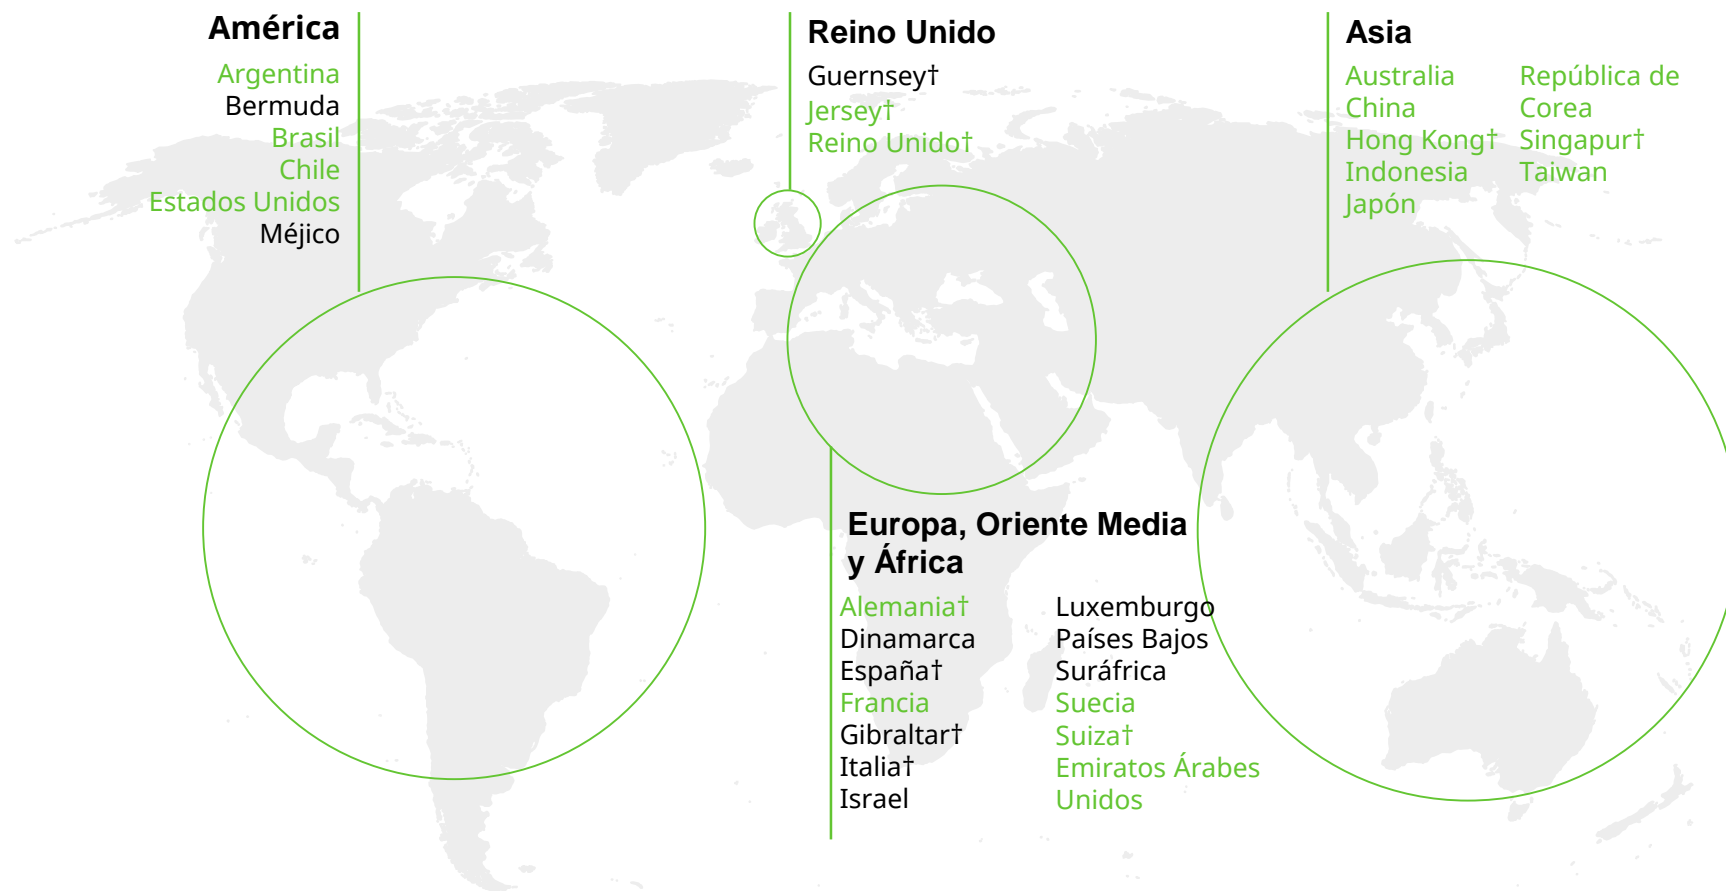 América
Argentina
Bermuda
Brasil
Chile
Estados Unidos
Méjico
Reino Unido
Guernsey†
Jersey†
Reino Unido†
Asia
Australia
China
Hong Kong†
Indonesia
Japón
República de
Corea
Singapur†
Taiwan
Europa, Oriente Media
y África
Alemania†
Dinamarca
España†
Francia
Gibraltar†
Italia†
Israel
Luxemburgo
Países Bajos
Suráfrica
Suecia
Suiza†
Emiratos Árabes
Unidos